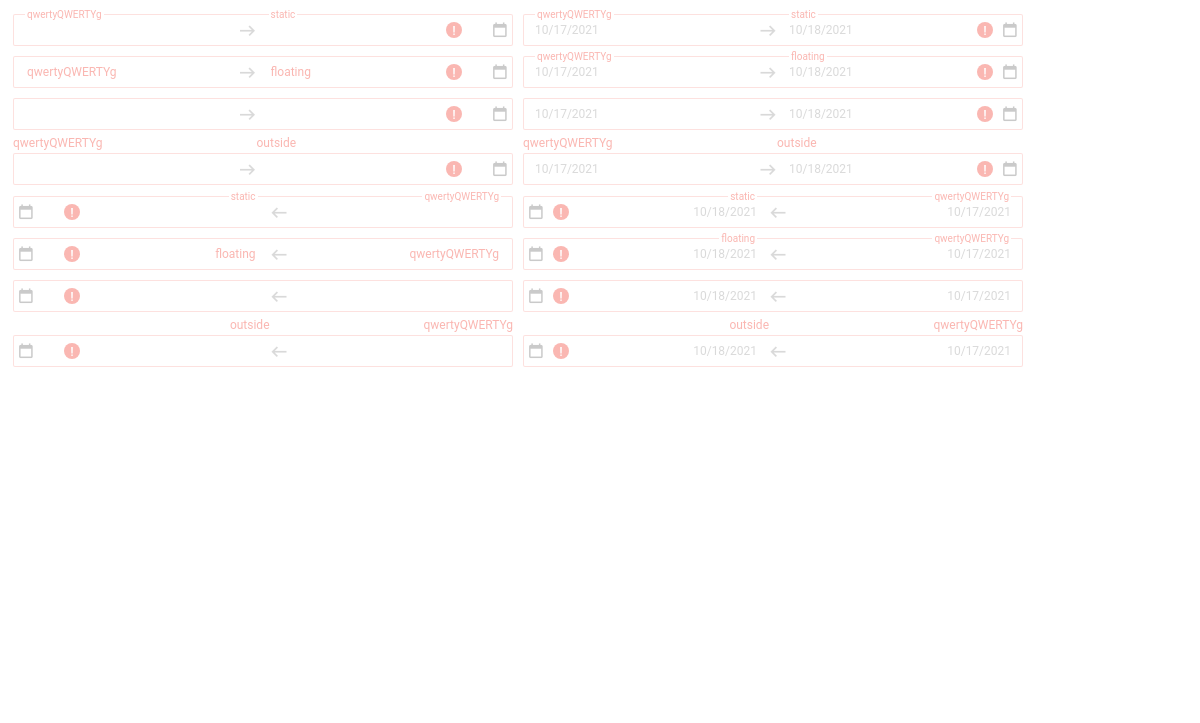 qwertyQWERTYg static qwertyQWERTYg static
10/17/2021 10/18/2021
qwertyQWERTYg floating
qwertyQWERTYg floating 10/17/2021 10/18/2021
10/17/2021 10/18/2021
qwertyQWERTYg outside qwertyQWERTYg outside
10/17/2021 10/18/2021
static qwertyQWERTYg static qwertyQWERTYg
10/18/2021 10/17/2021
floating qwertyQWERTYg
floating qwertyQWERTYg 10/18/2021 10/17/2021
10/18/2021 10/17/2021
outside qwertyQWERTYg outside qwertyQWERTYg
10/18/2021 10/17/2021